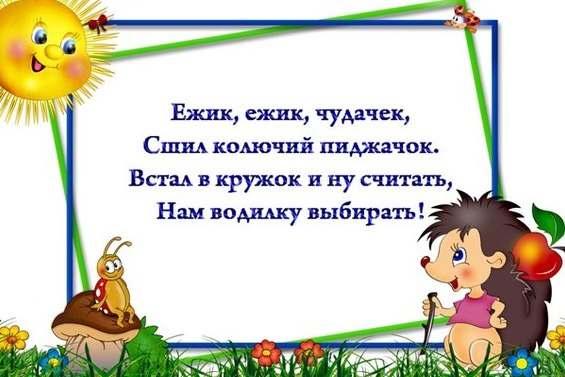 Ежик, ежик, чудачек,
Сшил колючий пиджачок.
Встал в кружок и ну считать,
Нам водилку выбирать!